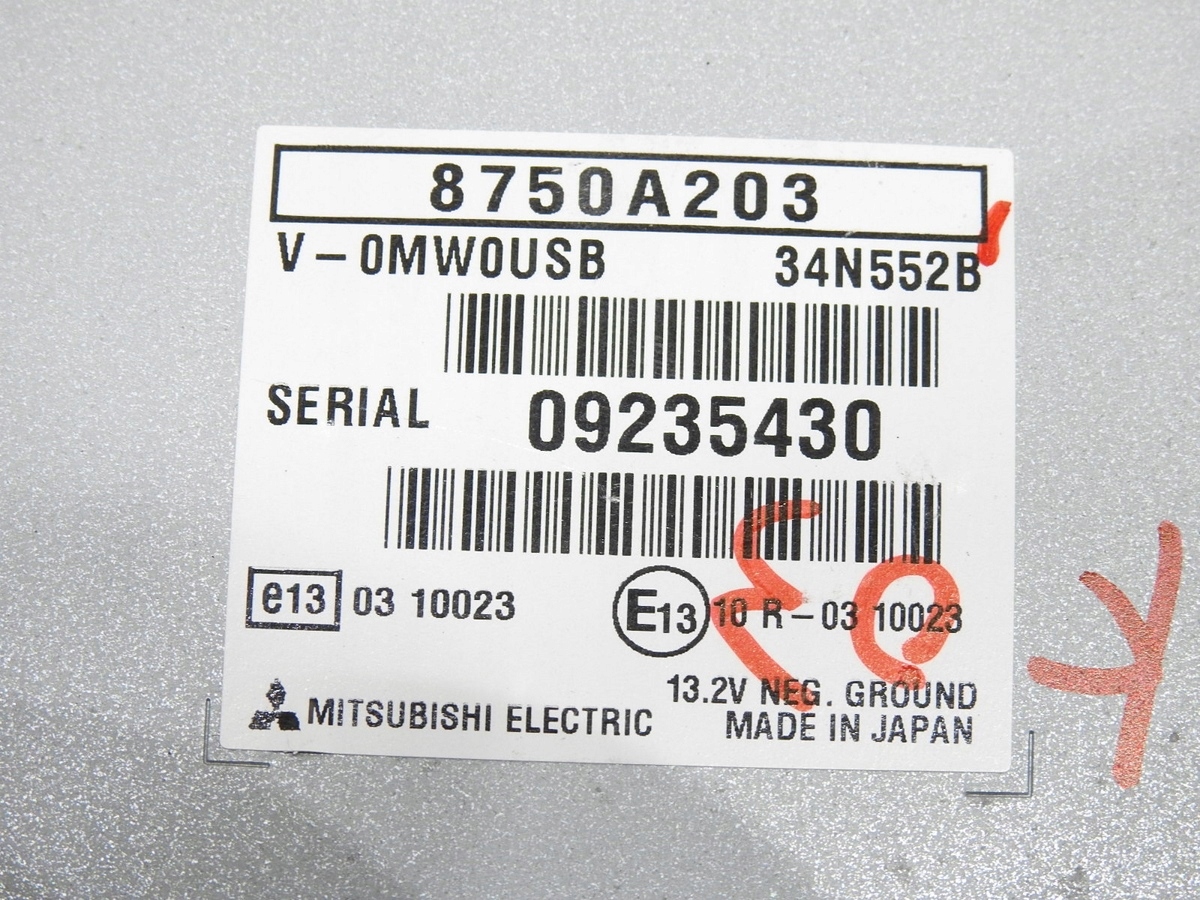 8750A203
V-0MW0USB 34N552B
SERIAL 09235430
e13 03 10023 E13 10 R-03 10023
13.2V NEG. GROUND
MITSUBISHI ELECTRIC MADE IN JAPAN